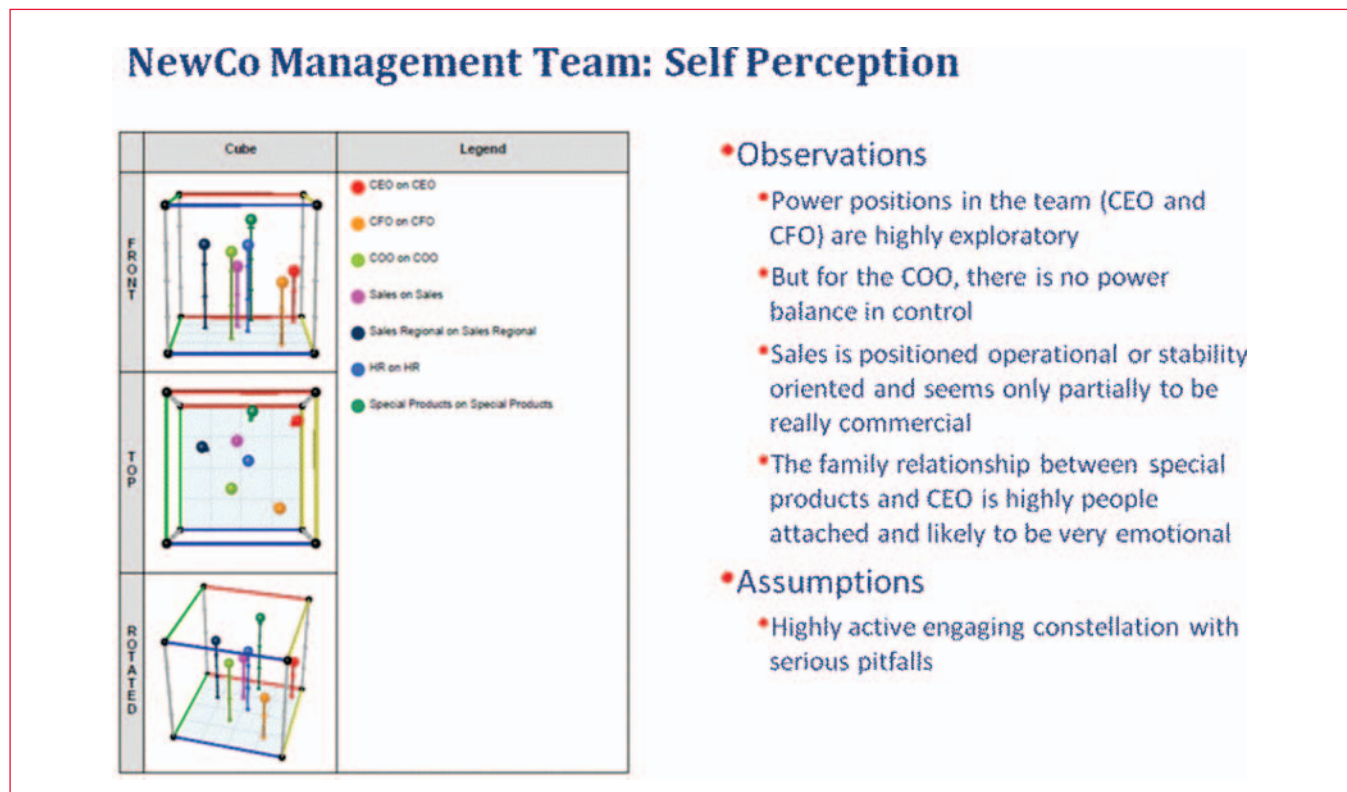 NewCo Management Team: Self Perception
Cube
Legend
FRONT
CEO on CEO
CFO on CFO
COO on COO
Sales on Sales
Sales Regional on Sales Regional
HR on HR
Special Products on Special Products
TOP
ROTATED
Observations
Power positions in the team (CEO and
CFO) are highly exploratory
But for the COO, there is no power
balance in control
Sales is positioned operational or stability
oriented and seems only partially to be
really commercial
The family relationship between special
products and CEO is highly people
attached and likely to be very emotional
Assumptions
Highly active engaging constellation with
serious pitfalls